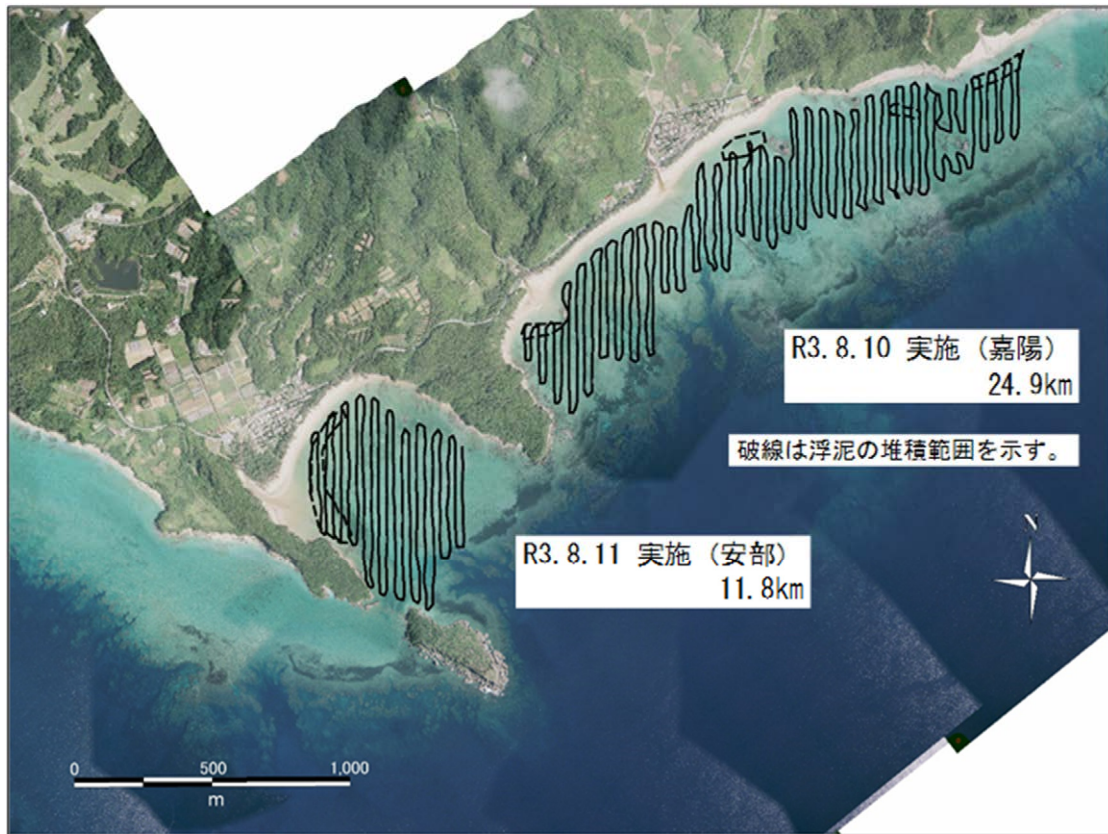 R3.8.10 実施（嘉陽）
24.9km
破線は浮泥の堆積範囲を示す。
R3.8.11 実施（安部）
11.8km
N
0 500 1,000
m